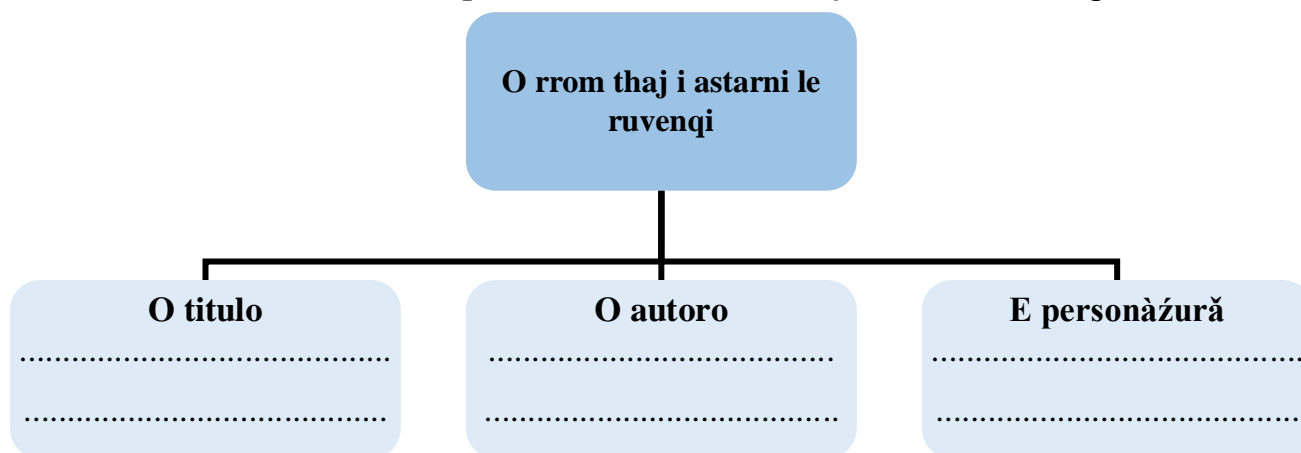 O rrom thaj i astarni le
ruvenqi
O titulo
............................................
...........................................
O autoro
.........................................
..........................................
E personàźură
............................................
............................................